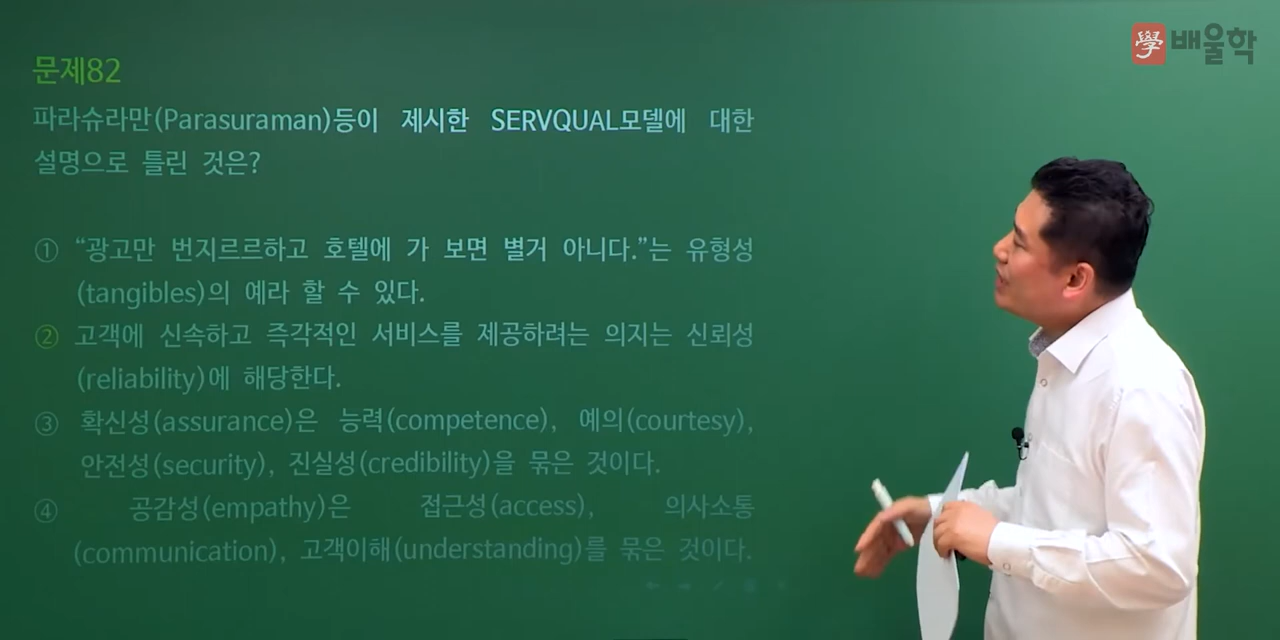 學 배울학
문제82
파라슈라만(Parasuraman)등이 제시한 SERVQUAL모델에 대한
설명으로 틀린 것은?
① “광고만 번지르르하고 호텔에 가 보면 별거 아니다.”는 유형성
(tangibles)의 예라 할 수 있다.
② 고객에 신속하고 즉각적인 서비스를 제공하려는 의지는 신뢰성
(reliability)에 해당한다.
③ 확신성(assurance)은 능력(competence), 예의(courtesy),
안전성(security), 진실성(credibility)을 묶은 것이다.
④ 공감성(empathy)은 접근성(access), 의사소통
(communication), 고객이해(understanding)를 묶은 것이다.